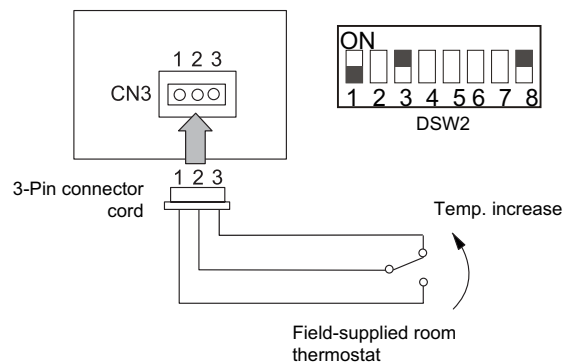 1 2 3
CN3
ON
1 2 3 4 5 6 7 8
DSW2
3-Pin connector
cord
1 2 3
Temp. increase
Field-supplied room
thermostat